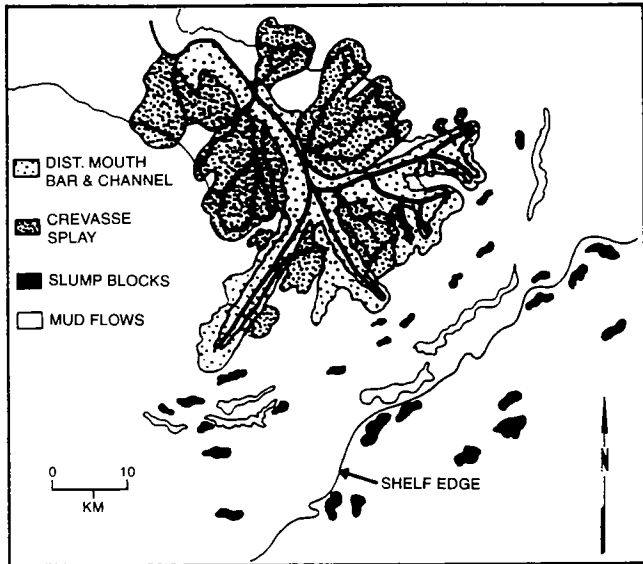 DIST. MOUTH
BAR & CHANNEL
CREVASSE
SPLAY
SLUMP BLOCKS
MUD FLOWS
0 10
KM
SHELF EDGE
N